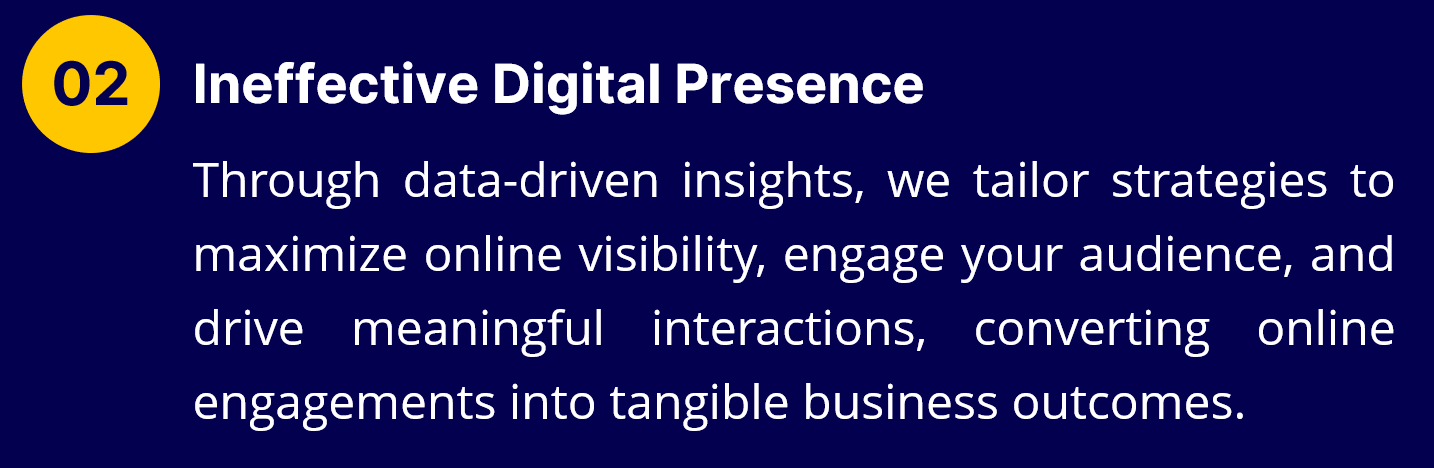 02
Ineffective Digital Presence
Through data-driven insights, we tailor strategies to
maximize online visibility, engage your audience, and
drive meaningful interactions, converting online
engagements into tangible business outcomes.